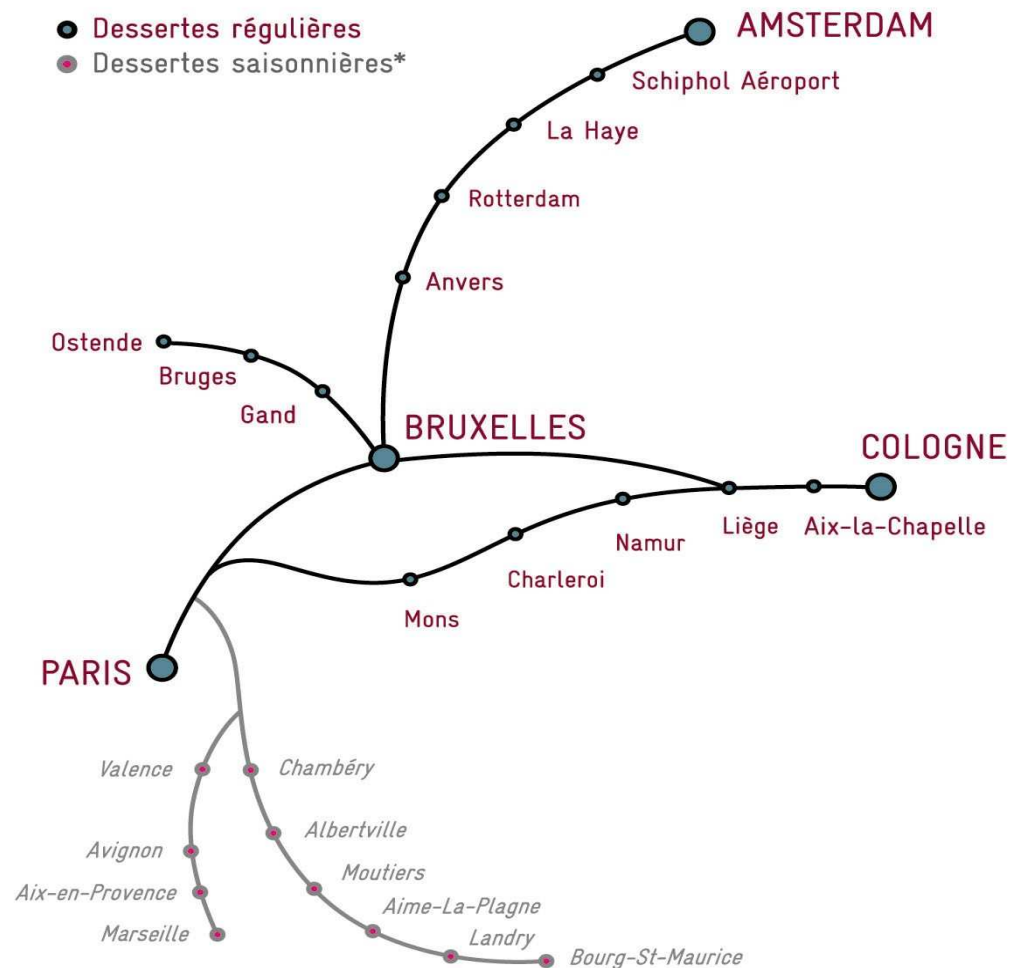 Dessertes régulières
Dessertes saisonnières*
AMSTERDAM
Schiphol Aéroport
La Haye
Rotterdam
Anvers
Ostende
Bruges
Gand
BRUXELLES
COLOGNE
Liège
Aix-la-Chapelle
Namur
Charleroi
Mons
PARIS
Valence
Chambéry
Albertville
Avignon
Moutiers
Aix-en-Provence
Aime-La-Plagne
Marseille
Landry
Bourg-St-Maurice